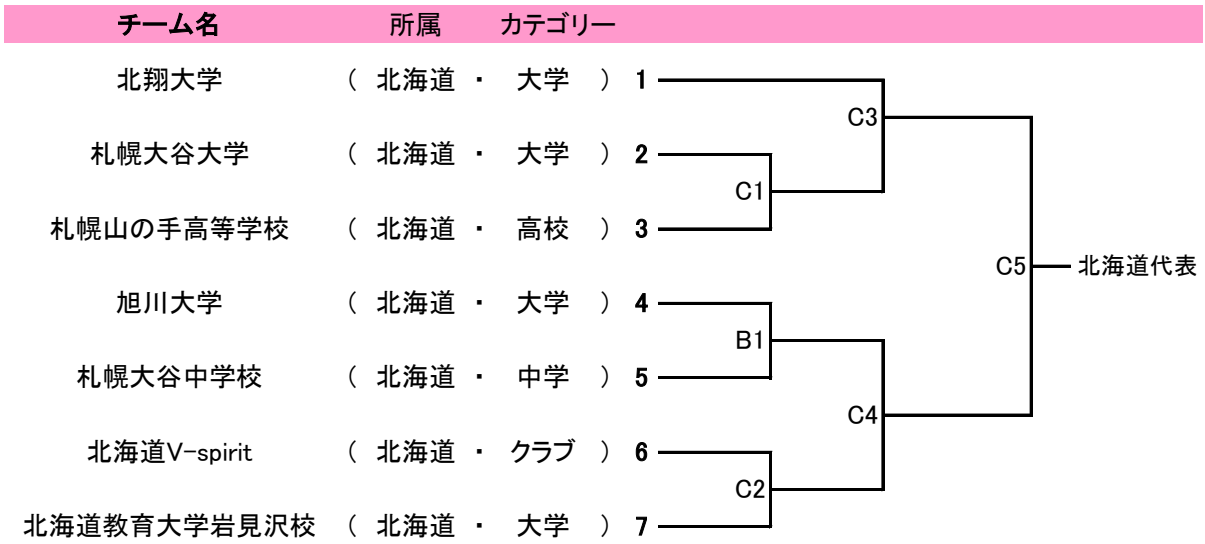 チーム名 所属 カテゴリー
北翔大学 ( 北海道 ・ 大学 ) 1
C3
札幌大谷大学 ( 北海道 ・ 大学 ) 2
C1
札幌山の手高等学校 ( 北海道 ・ 高校 ) 3
C5 北海道代表
旭川大学 ( 北海道 ・ 大学 ) 4
B1
札幌大谷中学校 ( 北海道 ・ 中学 ) 5
C4
北海道V-spirit ( 北海道 ・ クラブ ) 6
C2
北海道教育大学岩見沢校 ( 北海道 ・ 大学 ) 7